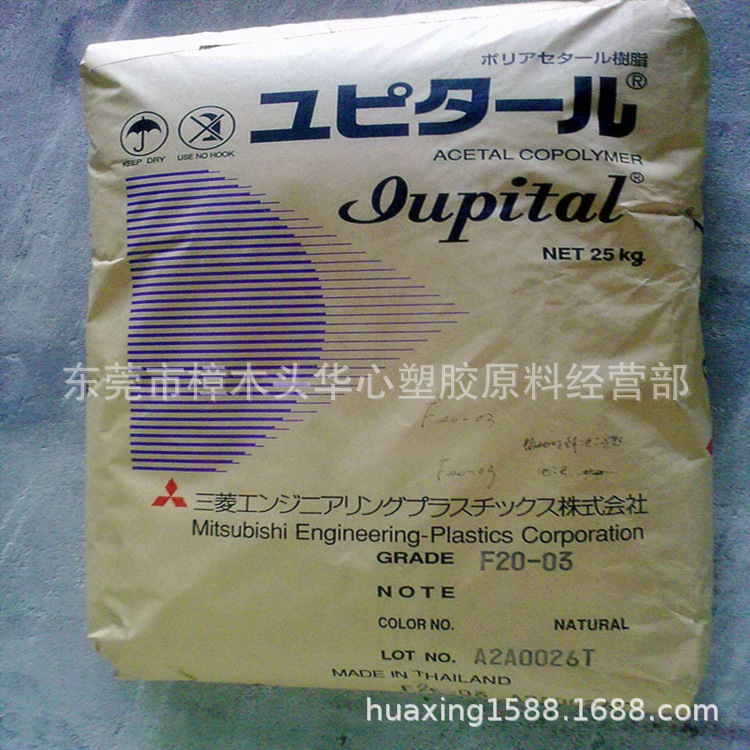 ポリアセタール樹脂
ユピタール®
KEEP DRY
USE NO HOOK
ACETAL COPOLYMER
Iupital®
NET 25 kg
东莞市樟木头华心塑胶原料经营部
F20-03
F20-03
三菱エンジニアリングプラスチックス株式会社
Mitsubishi Engineering-Plastics Corporation
GRADE F20-03
NOTE
COLOR NO. NATURAL
LOT NO. A2A0026T
MADE IN THAILAND
F20-03
huaxing1588.1688.com